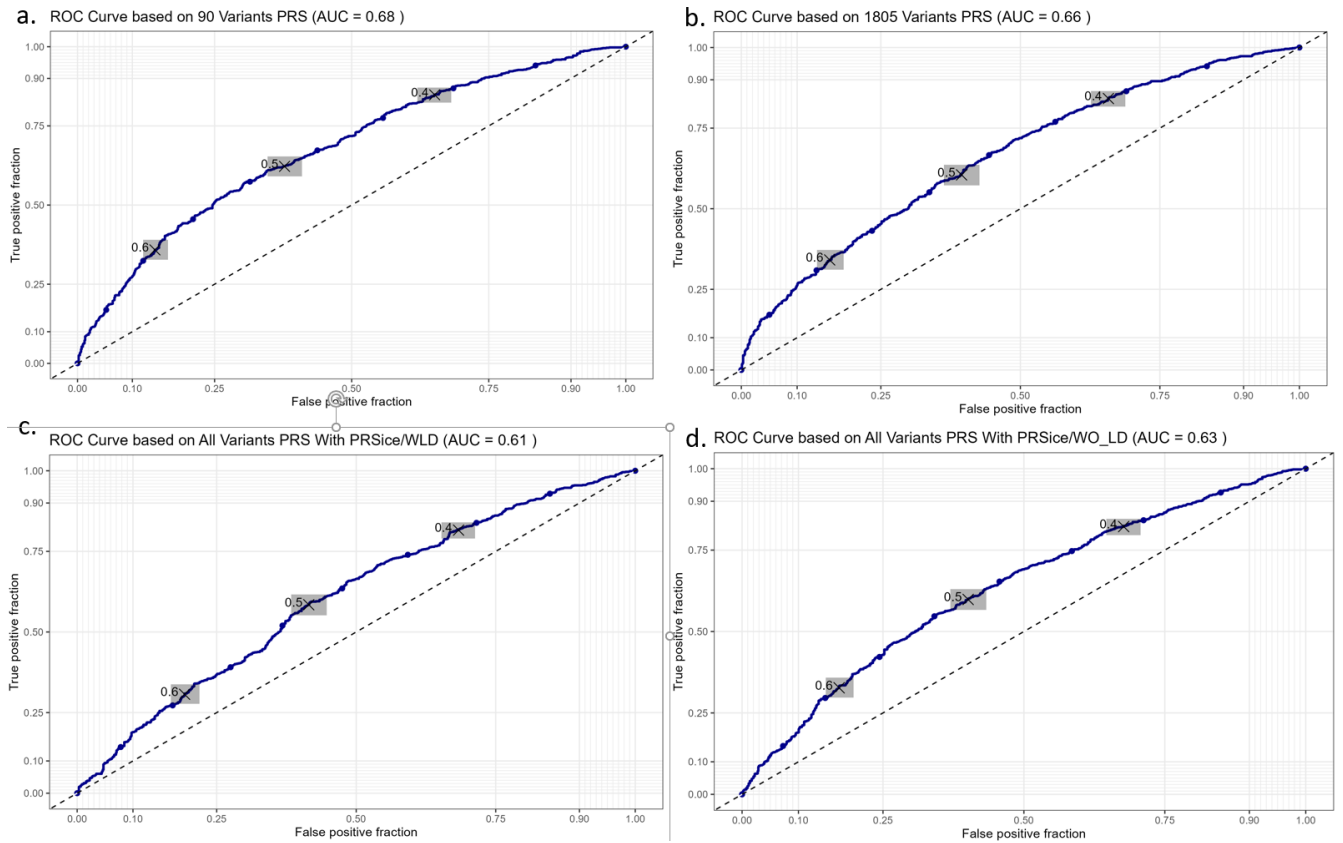 a. ROC Curve based on 90 Variants PRS (AUC = 0.68 )
True positive fraction
1.00
0.90
0.75
0.50
0.25
0.10
0.00
0.4
0.5
0.6
0.00 0.10 0.25 0.50 0.75 0.90 1.00
False positive fraction
b. ROC Curve based on 1805 Variants PRS (AUC = 0.66 )
True positive fraction
1.00
0.90
0.75
0.50
0.25
0.10
0.00
0.4
0.5
0.6
0.00 0.10 0.25 0.50 0.75 0.90 1.00
False positive fraction
c. ROC Curve based on All Variants PRS With PRSice/WLD (AUC = 0.61 )
True positive fraction
1.00
0.90
0.75
0.50
0.25
0.10
0.00
0.4
0.5
0.6
0.00 0.10 0.25 0.50 0.75 0.90 1.00
False positive fraction
d. ROC Curve based on All Variants PRS With PRSice/WO_LD (AUC = 0.63 )
True positive fraction
1.00
0.90
0.75
0.50
0.25
0.10
0.00
0.4
0.5
0.6
0.00 0.10 0.25 0.50 0.75 0.90 1.00
False positive fraction